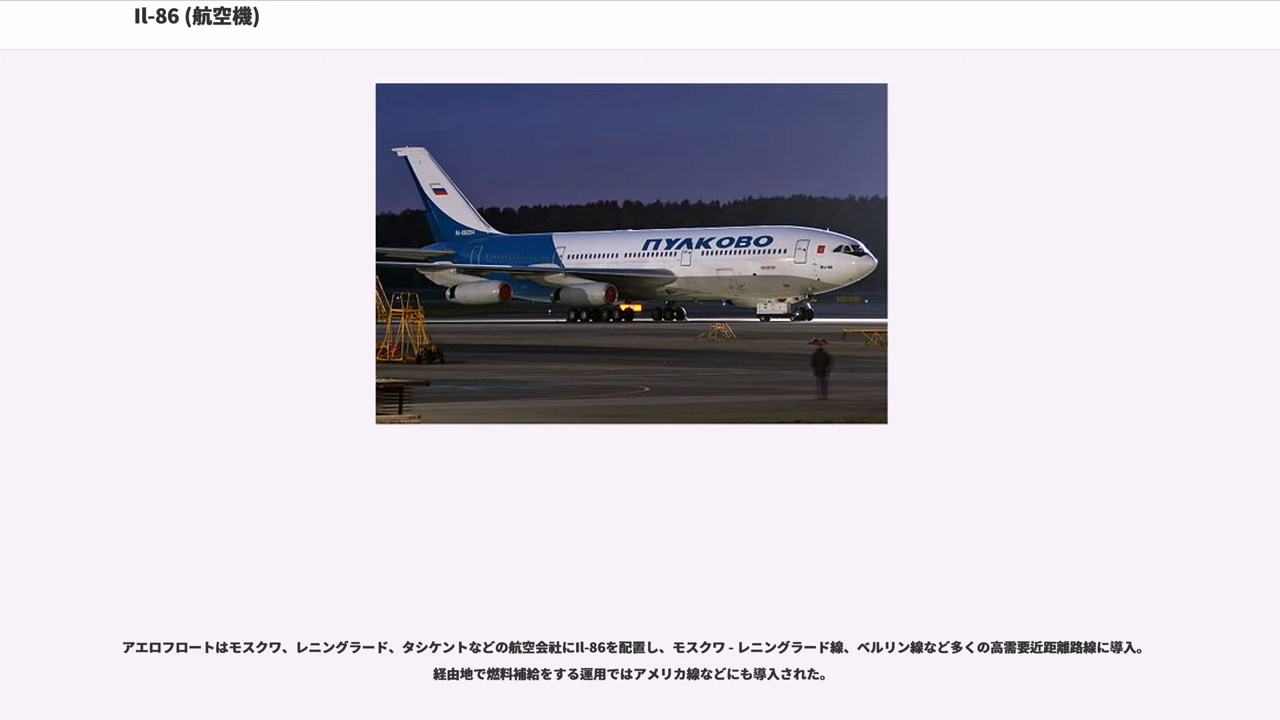 Il-86 (航空機)
ПУЛКОВО
アエロフロートはモスクワ、レニングラード、タシケントなどの航空会社にIl-86を配置し、モスクワ - レニングラード線、ベルリン線など多くの高需要近距離路線に導入。
経由地で燃料補給をする運用ではアメリカ線などにも導入された。